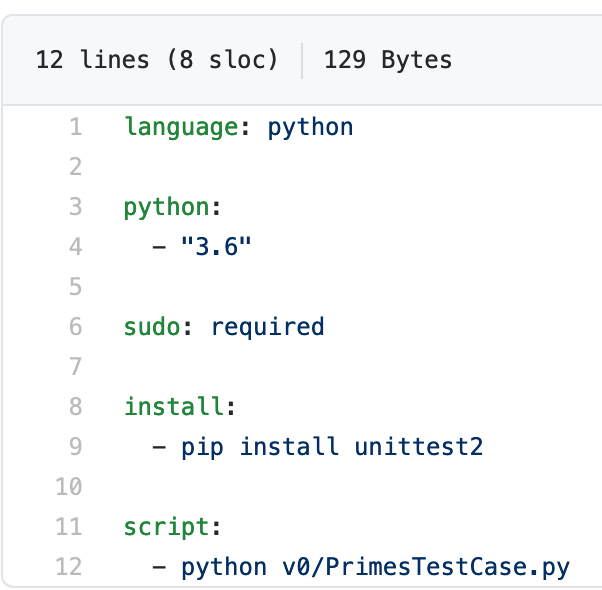 12 lines (8 sloc) 129 Bytes
1 language: python
2
3 python:
4 - "3.6"
5
6 sudo: required
7
8 install:
9 - pip install unittest2
10
11 script:
12 - python v0/PrimesTestCase.py